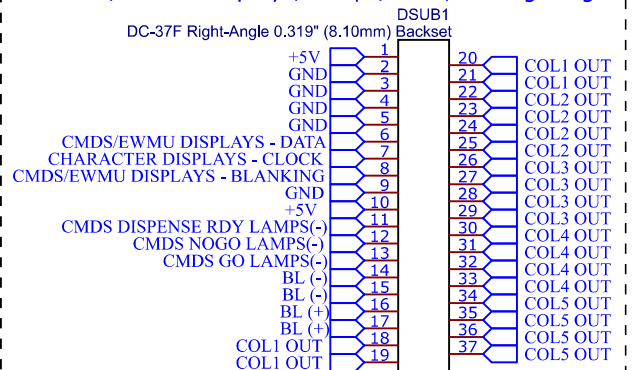 DSUB1
DC-37F Right-Angle 0.319" (8.10mm) Backset
+5V 1
GND 2
GND 3
GND 4
GND 5
CMDS/EWMU DISPLAYS - DATA 6
CHARACTER DISPLAYS - CLOCK 7
CMDS/EWMU DISPLAYS - BLANKING 8
GND 9
+5V 10
CMDS DISPENSE RDY LAMPS(-) 11
CMDS NOGO LAMPS(-) 12
CMDS GO LAMPS(-) 13
BL (-) 14
BL (-) 15
BL (+) 16
BL (+) 17
COL1 OUT 18
COL1 OUT 19
20 COL1 OUT
21 COL1 OUT
22 COL2 OUT
23 COL2 OUT
24 COL2 OUT
25 COL2 OUT
26 COL3 OUT
27 COL3 OUT
28 COL3 OUT
29 COL3 OUT
30 COL4 OUT
31 COL4 OUT
32 COL4 OUT
33 COL4 OUT
34 COL5 OUT
35 COL5 OUT
36 COL5 OUT
37 COL5 OUT